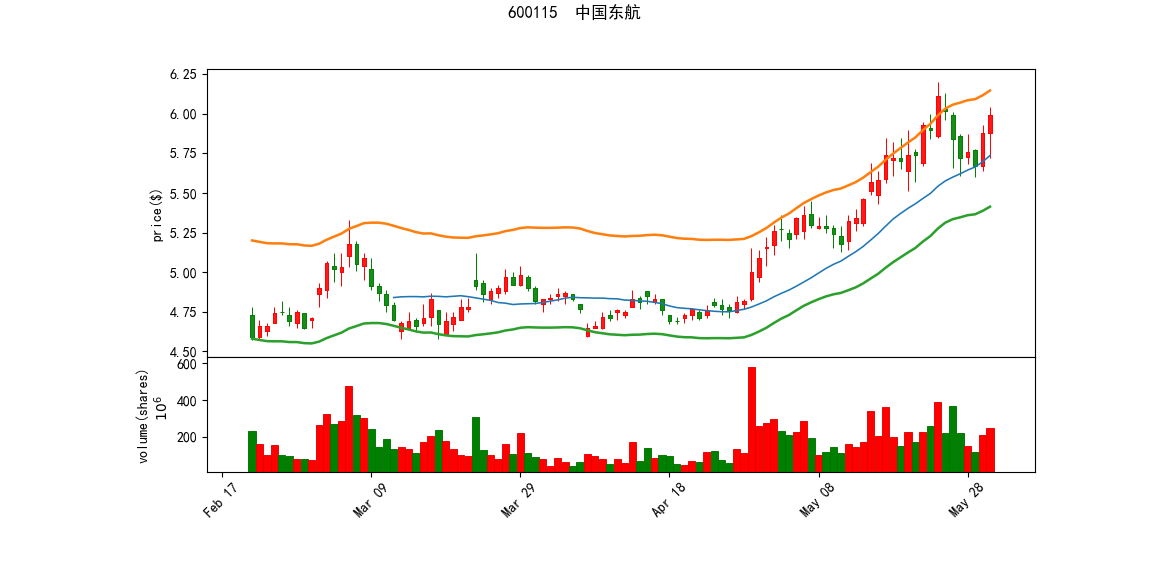 600115  中国东航
price($)
6.25
6.00
5.75
5.50
5.25
5.00
4.75
4.50
volume(shares)
10^6
600
400
200
Feb 17
Mar 09
Mar 29
Apr 18
May 08
May 28